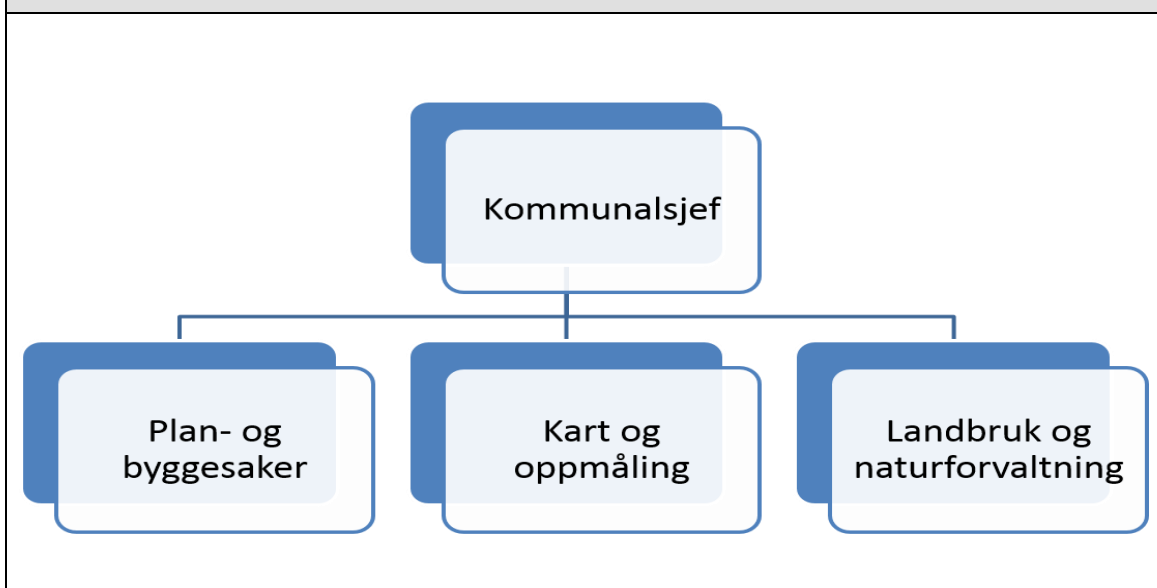 Kommunalsjef
Plan- og
byggesaker
Kart og
oppmåling
Landbruk og
naturforvaltning